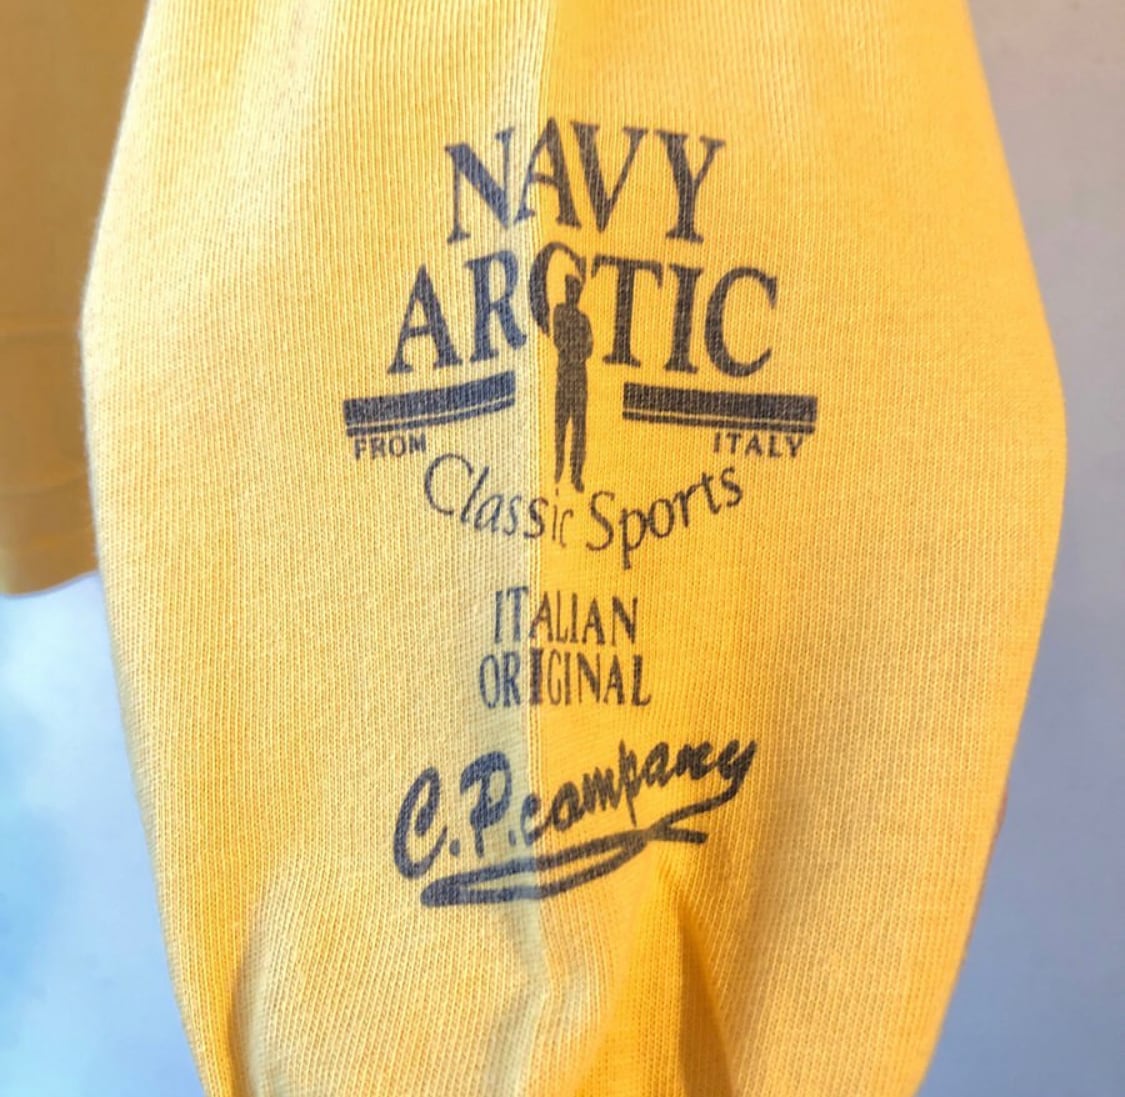 NAVY
ARCTIC
FROM ITALY
Classic Sports
ITALIAN
ORIGINAL
C.P.company